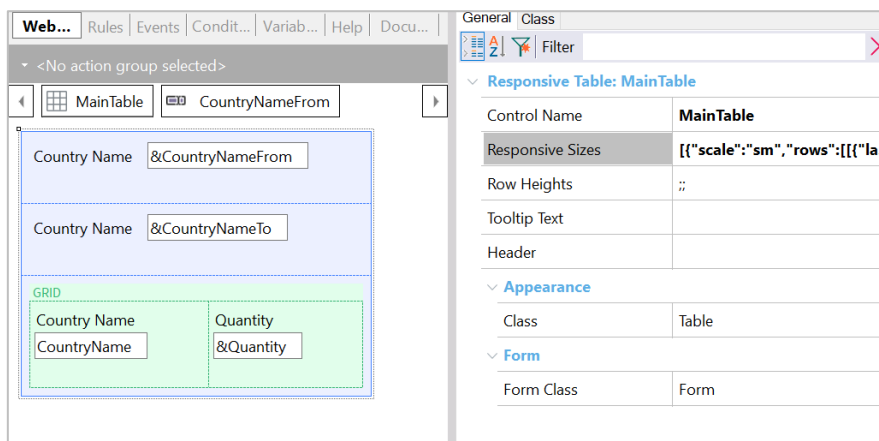 Web... Rules Events Condit... Variab... Help Docu...
<No action group selected>
MainTable CountryNameFrom
Country Name &CountryNameFrom
Country Name &CountryNameTo
GRID
Country Name Quantity
CountryName &Quantity
General Class
Filter
Responsive Table: MainTable
Control Name MainTable
Responsive Sizes [{"scale":"sm","rows":[[{"la
Row Heights ;;
Tooltip Text
Header
Appearance
Class Table
Form
Form Class Form